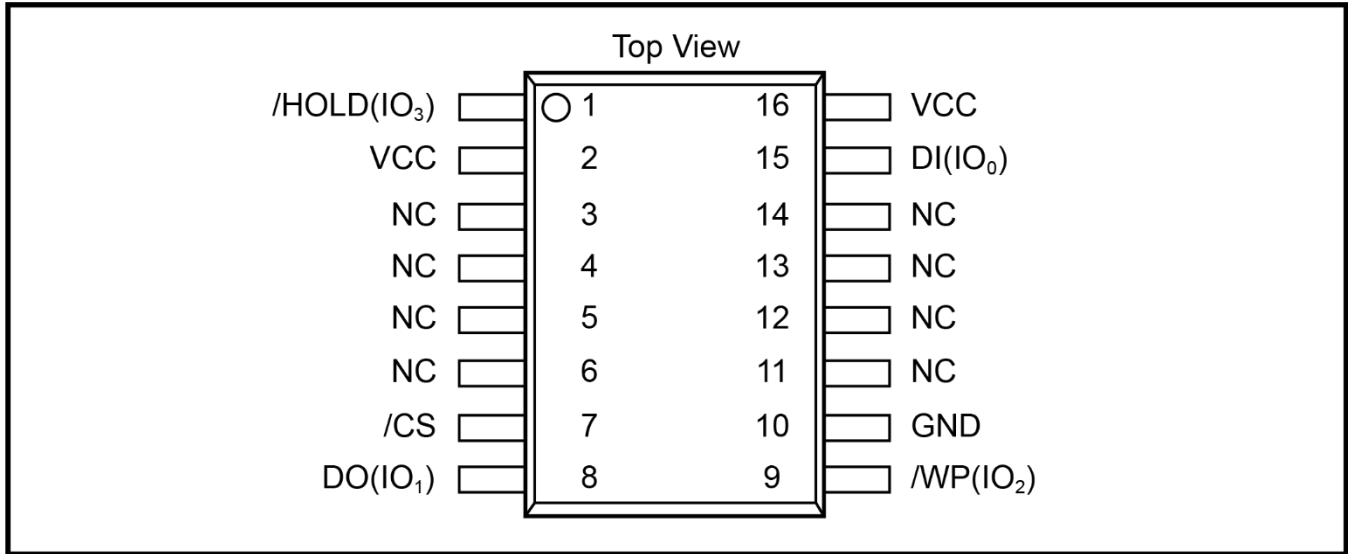 Top View
/HOLD(IO₃) 1 16 VCC
VCC 2 15 DI(IO₀)
NC 3 14 NC
NC 4 13 NC
NC 5 12 NC
NC 6 11 NC
/CS 7 10 GND
DO(IO₁) 8 9 /WP(IO₂)